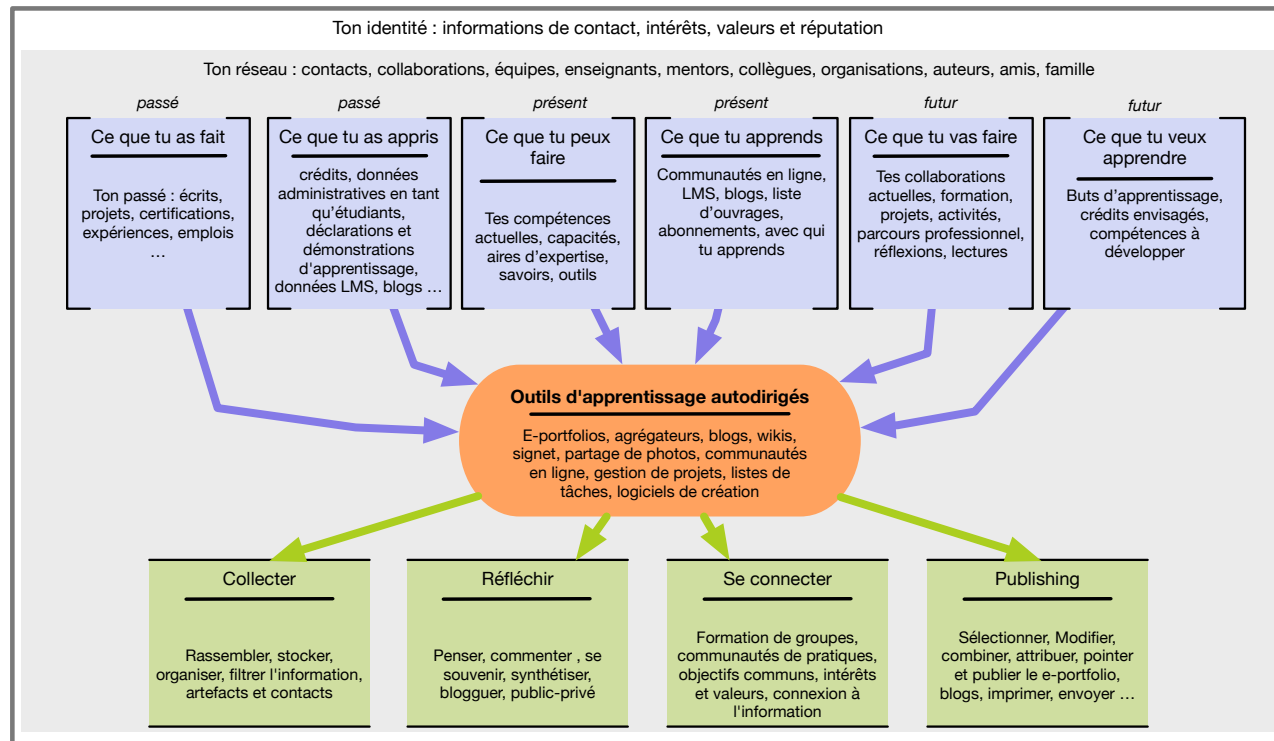 Ton identité : informations de contact, intérêts, valeurs et réputation
Ton réseau : contacts, collaborations, équipes, enseignants, mentors, collègues, organisations, auteurs, amis, famille
passé
Ce que tu as fait
Ton passé : écrits,
projets, certifications,
expériences, emplois
…
passé
Ce que tu as appris
crédits, données
administratives en tant
qu’étudiants,
déclarations et
démonstrations
d'apprentissage,
données LMS, blogs …
présent
Ce que tu peux
faire
Tes compétences
actuelles, capacités,
aires d’expertise,
savoirs, outils
présent
Ce que tu apprends
Communautés en ligne,
LMS, blogs, liste
d’ouvrages,
abonnements, avec qui
tu apprends
futur
Ce que tu vas faire
Tes collaborations
actuelles, formation,
projets, activités,
parcours professionnel,
réflexions, lectures
futur
Ce que tu veux
apprendre
Buts d’apprentissage,
crédits envisagés,
compétences à
développer
Outils d'apprentissage autodirigés
E-portfolios, agrégateurs, blogs, wikis,
signet, partage de photos, communautés
en ligne, gestion de projets, listes de
tâches, logiciels de création
Collecter
Rassembler, stocker,
organiser, filtrer l'information,
artefacts et contacts
Réfléchir
Penser, commenter , se
souvenir, synthétiser,
blogguer, public-privé
Se connecter
Formation de groupes,
communautés de pratiques,
objectifs communs, intérêts
et valeurs, connexion à
l'information
Publishing
Sélectionner, Modifier,
combiner, attribuer, pointer
et publier le e-portfolio,
blogs, imprimer, envoyer …